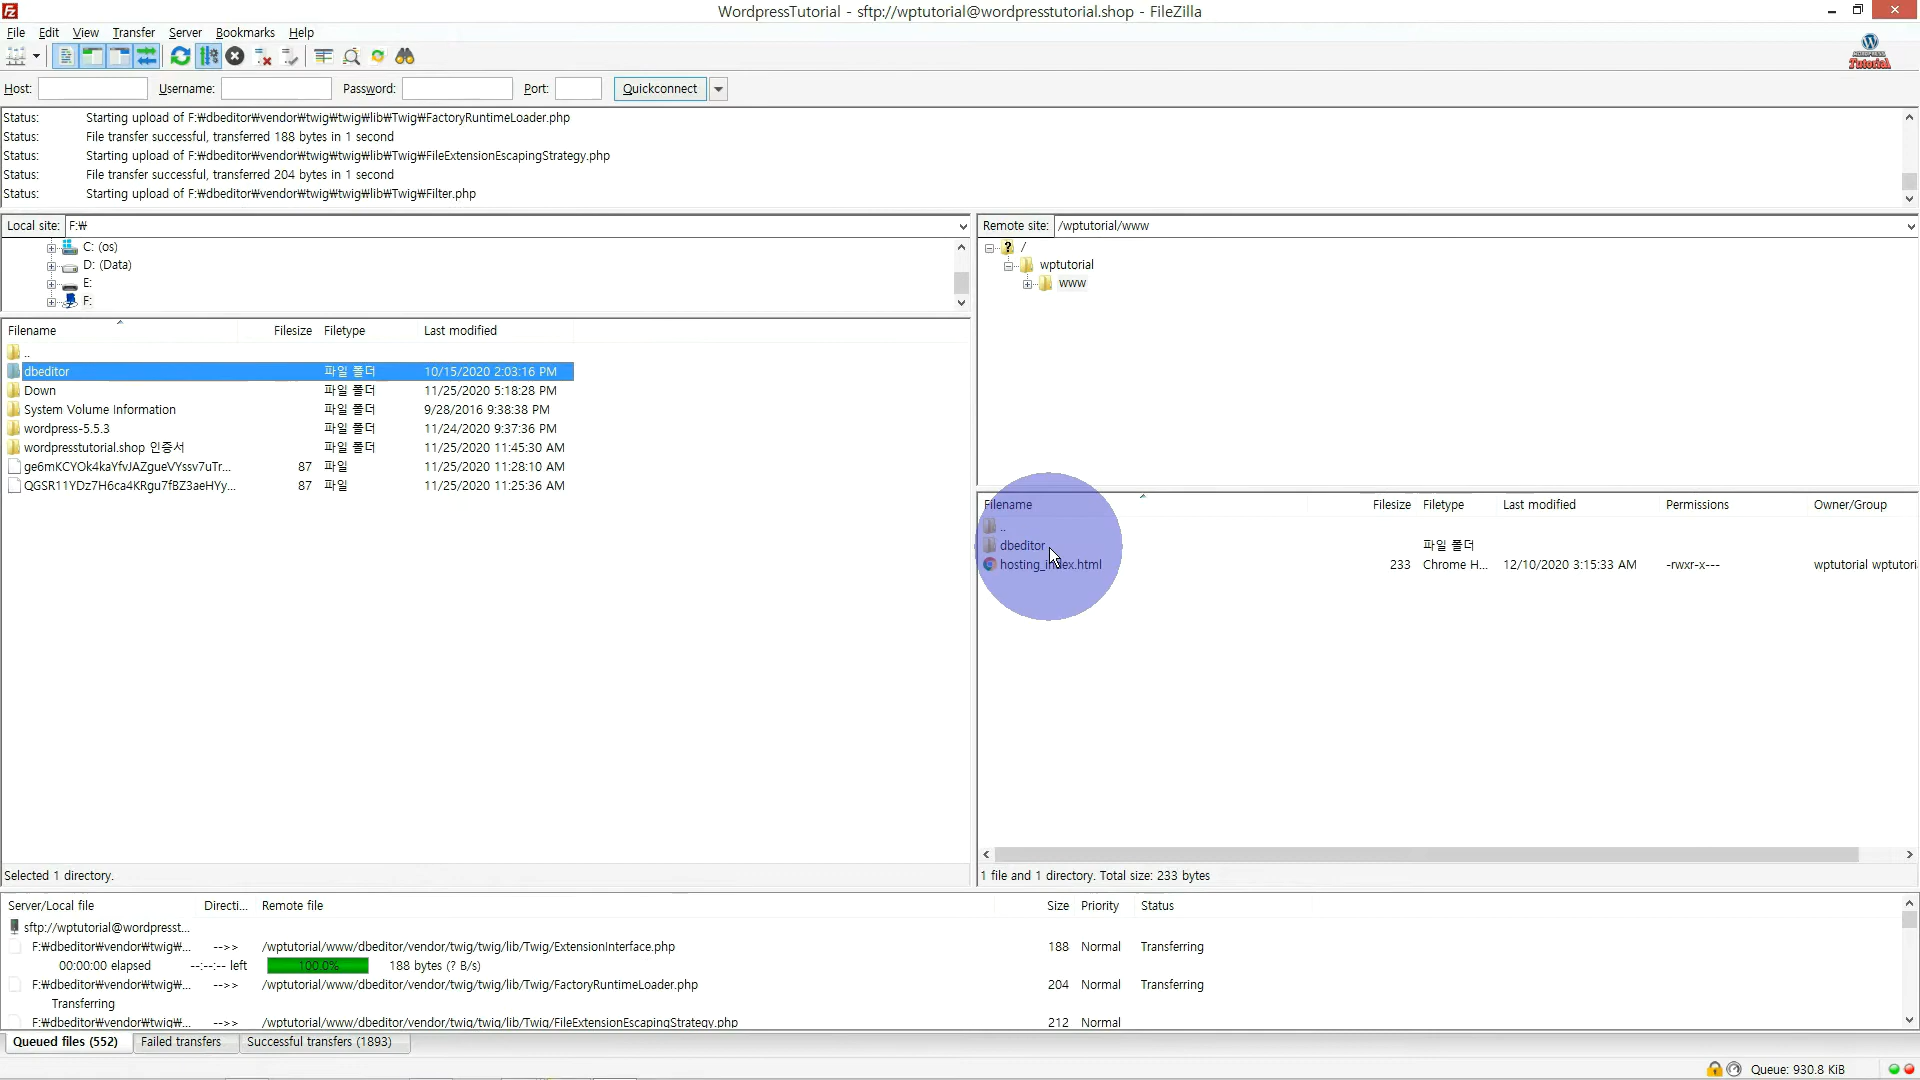 WordpressTutorial - sftp://wptutorial@wordpresstutorial.shop - FileZilla
File Edit View Transfer Server Bookmarks Help
WORDPRESS
Tutorial
Host: Username: Password: Port: Quickconnect
Status: Starting upload of F:₩dbeditor₩vendor₩twig₩twig₩lib₩Twig₩FactoryRuntimeLoader.php
Status: File transfer successful, transferred 188 bytes in 1 second
Status: Starting upload of F:₩dbeditor₩vendor₩twig₩twig₩lib₩Twig₩FileExtensionEscapingStrategy.php
Status: File transfer successful, transferred 204 bytes in 1 second
Status: Starting upload of F:₩dbeditor₩vendor₩twig₩twig₩lib₩Twig₩Filter.php
Local site: F:₩
C: (os)
D: (Data)
E:
F:
Filename Filesize Filetype Last modified
..
dbeditor 파일 폴더 10/15/2020 2:03:16 PM
Down 파일 폴더 11/25/2020 5:18:28 PM
System Volume Information 파일 폴더 9/28/2016 9:38:38 PM
wordpress-5.5.3 파일 폴더 11/24/2020 9:37:36 PM
wordpresstutorial.shop 인증서 파일 폴더 11/25/2020 11:45:30 AM
ge6mKCYOk4kaYfvJAZgueVYssv7uTr... 87 파일 11/25/2020 11:28:10 AM
QGSR11YDz7H6ca4KRgu7fBZ3aeHYy... 87 파일 11/25/2020 11:25:36 AM
Selected 1 directory.
Remote site: /wptutorial/www
/
wptutorial
www
Filename Filesize Filetype Last modified Permissions Owner/Group
..
dbeditor 파일 폴더
hosting_index.html 233 Chrome H... 12/10/2020 3:15:33 AM -rwxr-x--- wptutorial wptutori
1 file and 1 directory. Total size: 233 bytes
Server/Local file Directi... Remote file Size Priority Status
sftp://wptutorial@wordpresst...
F:₩dbeditor₩vendor₩twig₩... -->> /wptutorial/www/dbeditor/vendor/twig/twig/lib/Twig/ExtensionInterface.php 188 Normal Transferring
00:00:00 elapsed --:--:-- left 100.0% 188 bytes (? B/s)
F:₩dbeditor₩vendor₩twig₩... -->> /wptutorial/www/dbeditor/vendor/twig/twig/lib/Twig/FactoryRuntimeLoader.php 204 Normal Transferring
Transferring
F:₩dbeditor₩vendor₩twig₩... -->> /wptutorial/www/dbeditor/vendor/twig/twig/lib/Twig/FileExtensionEscapingStrategy.php 212 Normal
Queued files (552) Failed transfers Successful transfers (1893)
Queue: 930.8 KiB